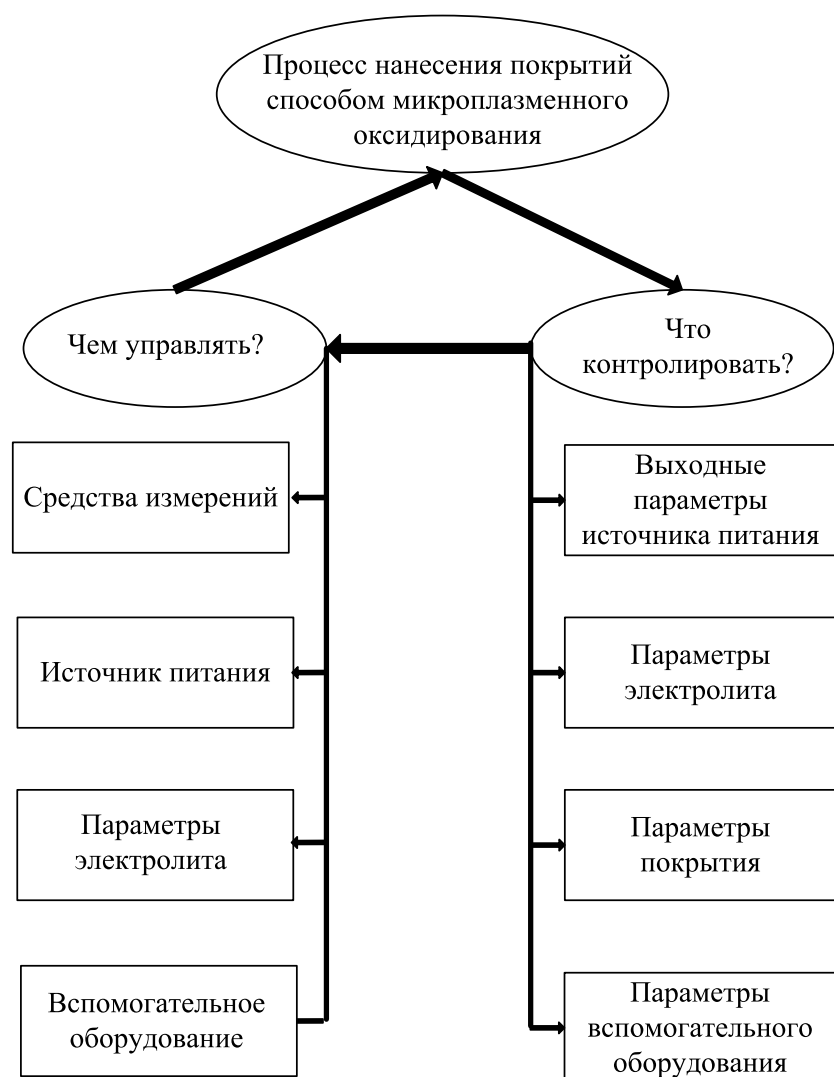 Процесс нанесения покрытий
способом микроплазменного
оксидирования
Чем управлять?
Что
контролировать?
Средства измерений
Выходные
параметры
источника питания
Источник питания
Параметры
электролита
Параметры
электролита
Параметры
покрытия
Вспомогательное
оборудование
Параметры
вспомогательного
оборудования